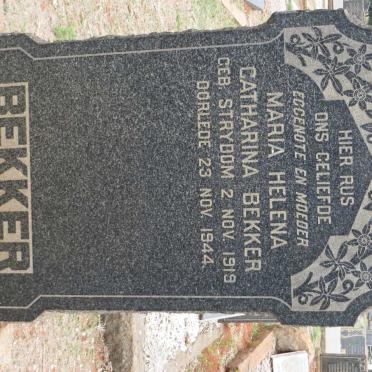 HIER RUS
ONS GELIEFDE
EGGENOTE EN MOEDER
MARIA HELENA
CATHARINA BEKKER
GEB. STRYDOM 2 NOV. 1919
OORLEDE 23 NOV. 1944.
BEKKER